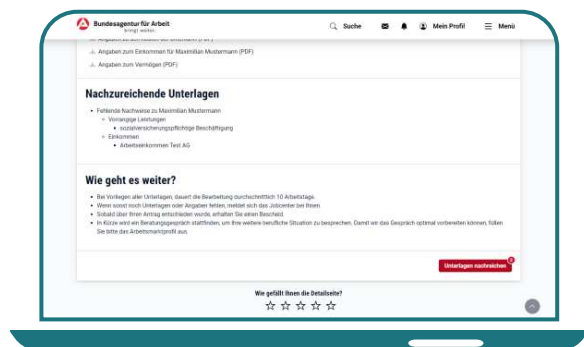 Bundesagentur für Arbeit
bringt weiter.
Suche
Mein Profil
Menü
Angaben zum Einkommen für Maximilian Mustermann (PDF)
Angaben zum Vermögen (PDF)
Nachzureichende Unterlagen
Fehlende Nachweise zu Maximilian Mustermann
Vorrangige Leistungen
sozialversicherungspflichtige Beschäftigung
Einkommen
Arbeitseinkommen Test AG
Wie geht es weiter?
Bei Vorliegen aller Unterlagen, dauert die Bearbeitung durchschnittlich 10 Arbeitstage.
Wenn sonst noch Unterlagen oder Angaben fehlen, meldet sich das Jobcenter bei Ihnen.
Sobald über Ihren Antrag entschieden wurde, erhalten Sie einen Bescheid.
In Kürze wird ein Beratungsgespräch stattfinden, um Ihre weitere berufliche Situation zu besprechen. Damit wir das Gespräch optimal vorbereiten können, füllen
Sie bitte das Arbeitsmarktprofil aus.
Unterlagen nachreichen
Wie gefällt Ihnen die Detailseite?